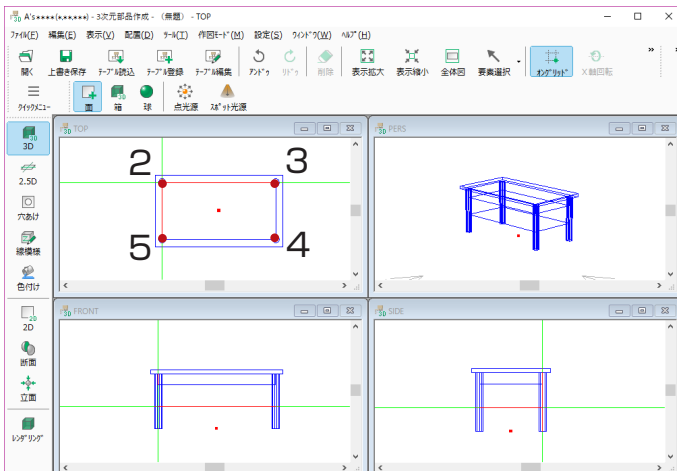 A's****(*.***.***) - 3次元部品作成 - （無題） - TOP
ﾌｧｲﾙ(F) 編集(E) 表示(V) 配置(D) ﾂｰﾙ(T) 作図ﾓｰﾄﾞ(M) 設定(S) ｳｨﾝﾄﾞｳ(W) ﾍﾙﾌﾟ(H)
開く 上書き保存 ﾃｰﾌﾞﾙ読込 ﾃｰﾌﾞﾙ登録 ﾃｰﾌﾞﾙ編集 ｱﾝﾄﾞｩ ﾘﾄﾞｩ 削除 表示拡大 表示縮小 全体図 要素選択 ｵﾝｸﾞﾘｯﾄﾞ X軸回転
ｸｲｯｸﾒﾆｭｰ 面 箱 球 点光源 ｽﾎﾟｯﾄ光源
3D
2.5D
穴あけ
線模様
色付け
2D
断面
立面
ﾚﾝﾀﾞﾘﾝｸﾞ
TOP
2 3
5 4
PERS
FRONT
SIDE